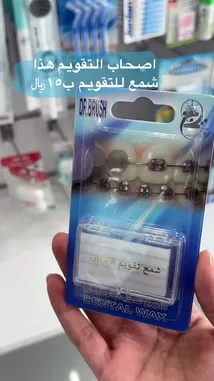 اصحاب التقويم هذا
شمع للتقويم ب١٥ ريال
DR.BRUSH
شمع تقويم الأسنان
DENTAL WAX